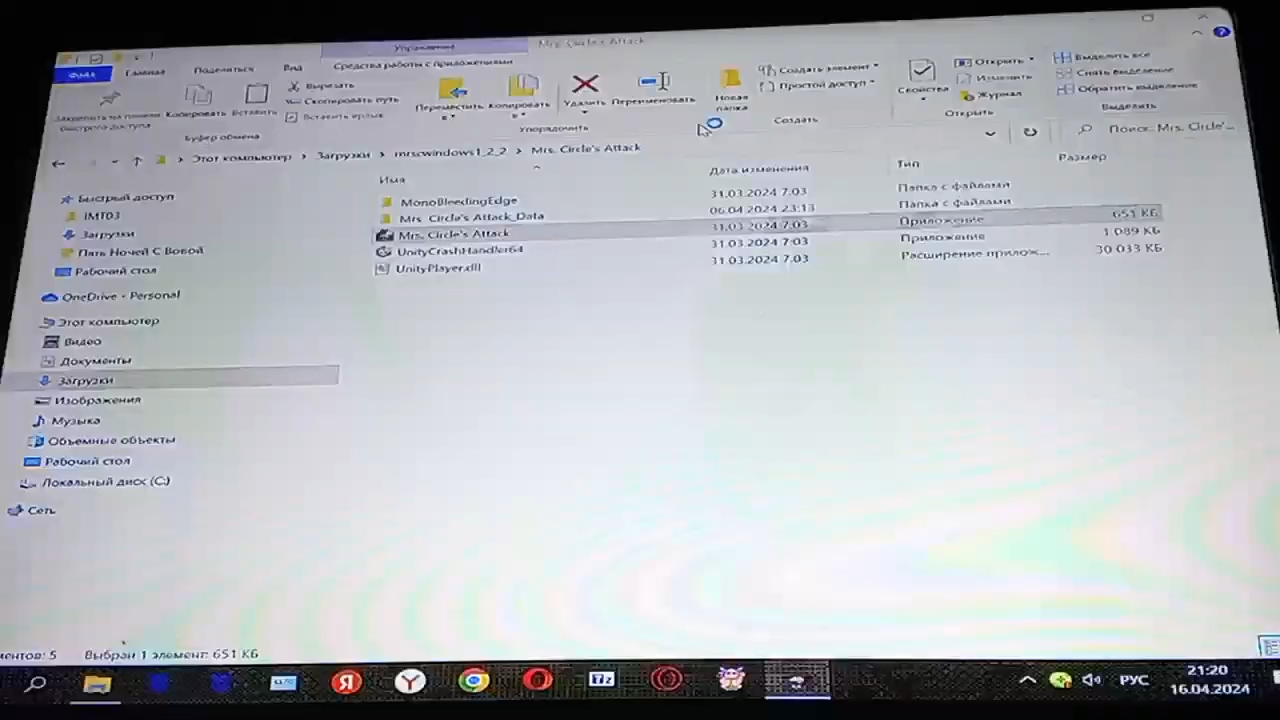 Управление
Mrs. Circle's Attack
Файл
Главная
Поделиться
Вид
Средства работы с приложениями
Закрепить на панели
быстрого доступа
Копировать
Вставить
Вырезать
Скопировать путь
Вставить ярлык
Буфер обмена
Переместить
в
Копировать
в
Удалить
Переименовать
Упорядочить
Новая
папка
Создать элемент
Простой доступ
Создать
Свойства
Открыть
Изменить
Журнал
Открыть
Выделить все
Снять выделение
Обратить выделение
Выделить
Этот компьютер > Загрузки > mrscwindows1_2_2 > Mrs. Circle's Attack
Поиск: Mrs. Circle'...
Имя
Дата изменения
Тип
Размер
MonoBleedingEdge 31.03.2024 7:03 Папка с файлами
Mrs. Circle's Attack_Data 06.04.2024 23:13 Папка с файлами
Mrs. Circle's Attack 31.03.2024 7:03 Приложение 651 КБ
UnityCrashHandler64 31.03.2024 7:03 Приложение 1 089 КБ
UnityPlayer.dll 31.03.2024 7:03 Расширение прилож... 30 033 КБ
Быстрый доступ
IMT03
Загрузки
Пять Ночей С Вовой
Рабочий стол
OneDrive - Personal
Этот компьютер
Видео
Документы
Загрузки
Изображения
Музыка
Объемные объекты
Рабочий стол
Локальный диск (C:)
Сеть
ментов: 5
Выбран 1 элемент: 651 КБ
РУС
21:20
16.04.2024